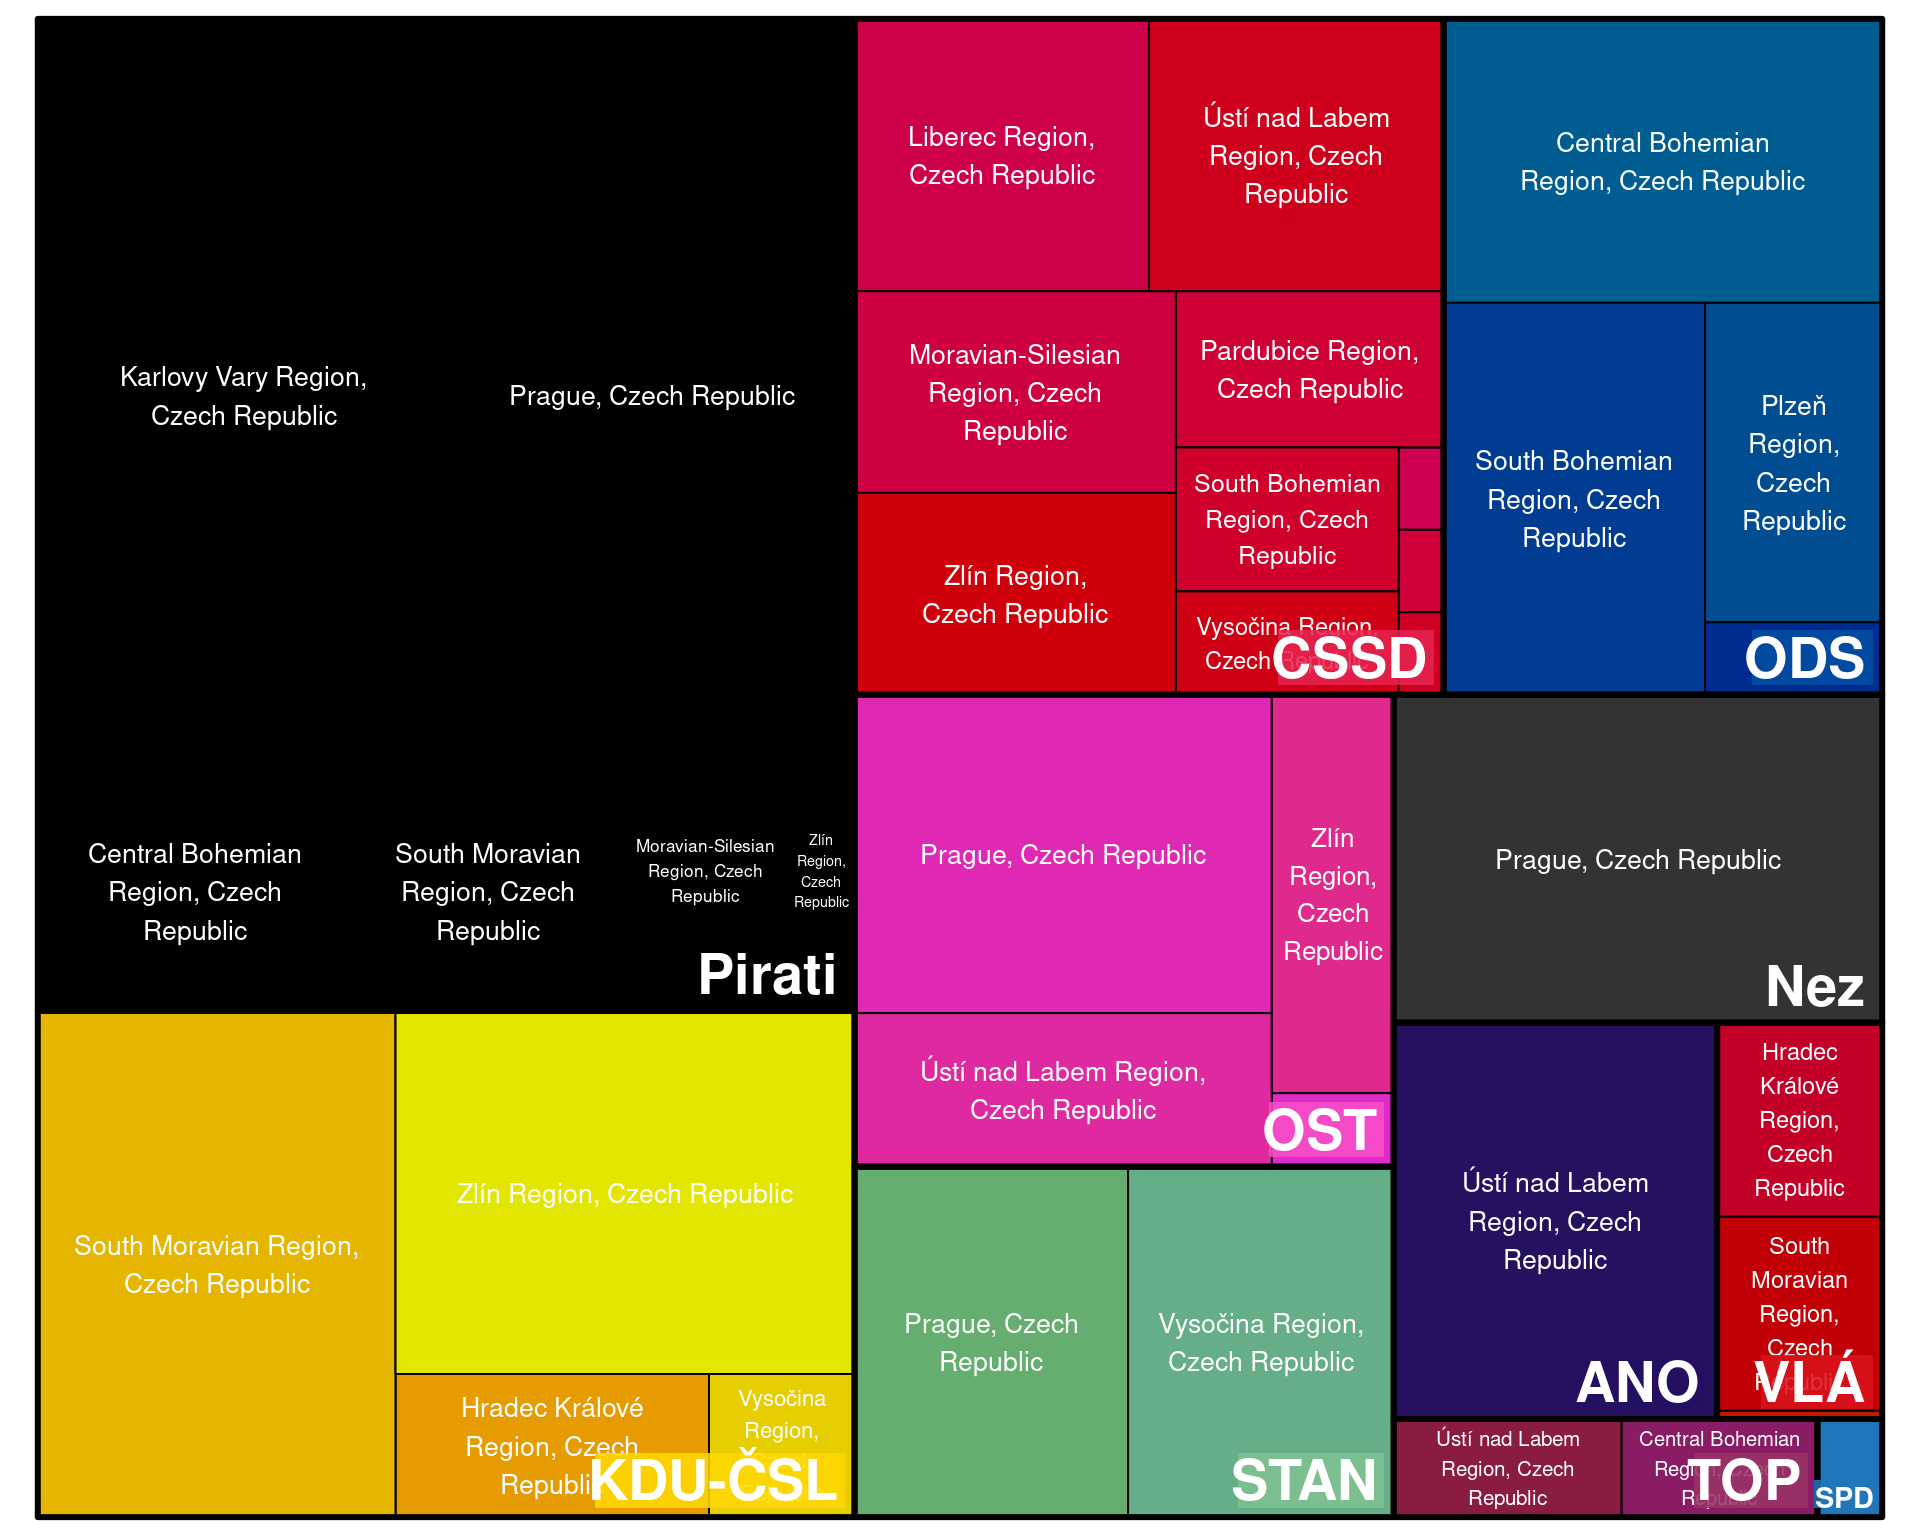 Karlovy Vary Region,
Czech Republic
Prague, Czech Republic
Central Bohemian
Region, Czech
Republic
South Moravian
Region, Czech
Republic
Moravian-Silesian
Region, Czech
Republic
Zlín
Region,
Czech
Republic
Pirati
Liberec Region,
Czech Republic
Ústí nad Labem
Region, Czech
Republic
Moravian-Silesian
Region, Czech
Republic
Pardubice Region,
Czech Republic
South Bohemian
Region, Czech
Republic
Zlín Region,
Czech Republic
Vysočina Region,
Czech Republic
CSSD
Central Bohemian
Region, Czech Republic
South Bohemian
Region, Czech
Republic
Plzeň
Region,
Czech
Republic
ODS
South Moravian Region,
Czech Republic
Zlín Region, Czech Republic
Hradec Králové
Region, Czech
Republic
Vysočina
Region,
KDU-ČSL
Prague, Czech Republic
Zlín
Region,
Czech
Republic
Ústí nad Labem Region,
Czech Republic
OST
Prague, Czech
Republic
Vysočina Region,
Czech Republic
STAN
Prague, Czech Republic
Nez
Ústí nad Labem
Region, Czech
Republic
ANO
Hradec
Králové
Region,
Czech
Republic
South
Moravian
Region,
Czech
Republic
VLÁ
Ústí nad Labem
Region, Czech
Republic
Central Bohemian
Region, Czech
Republic
TOP
SPD